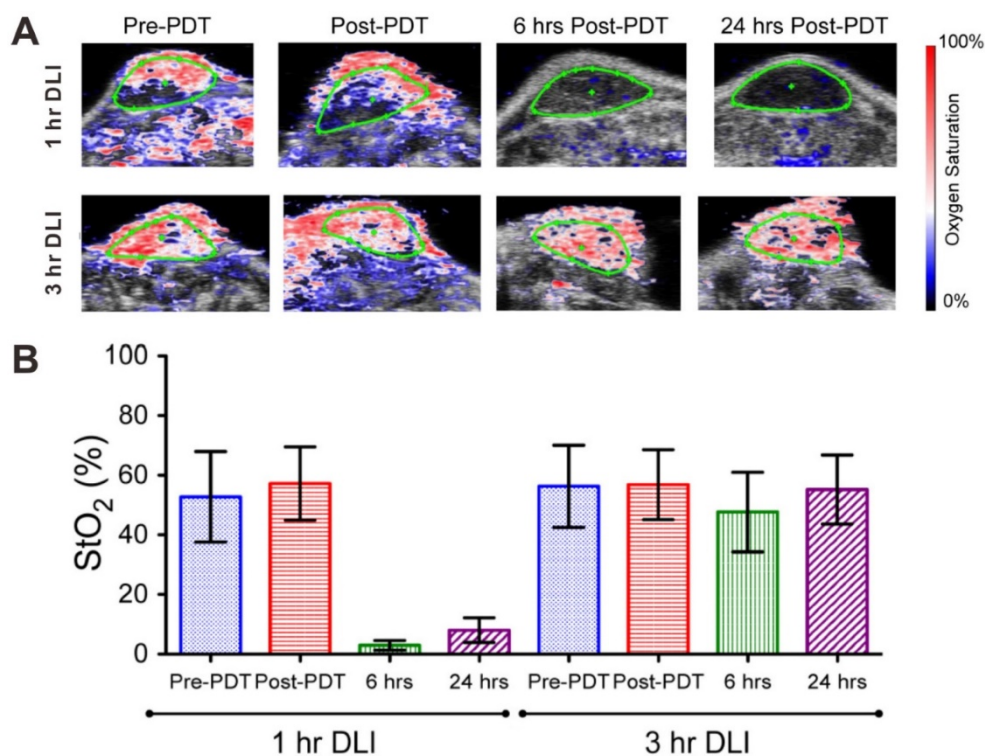 A
Pre-PDT Post-PDT 6 hrs Post-PDT 24 hrs Post-PDT
1 hr DLI
3 hr DLI
100%
Oxygen Saturation
0%
B
StO₂ (%)
100
80
60
40
20
0
Pre-PDT Post-PDT 6 hrs 24 hrs Pre-PDT Post-PDT 6 hrs 24 hrs
1 hr DLI 3 hr DLI